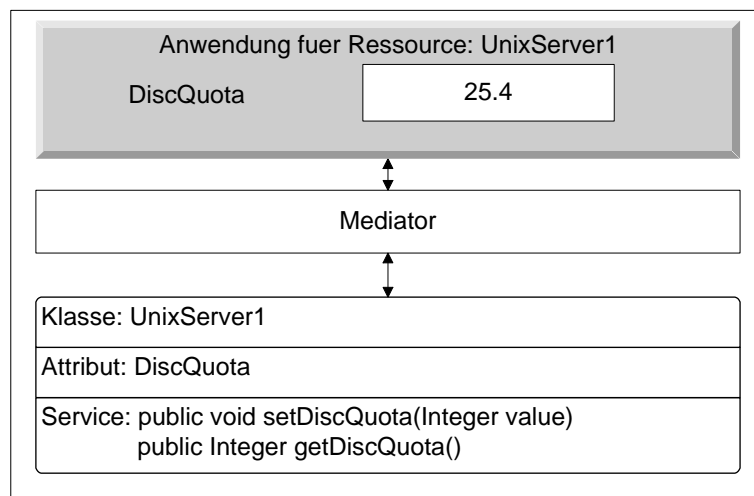 Anwendung fuer Ressource: UnixServer1
DiscQuota 25.4
Mediator
Klasse: UnixServer1
Attribut: DiscQuota
Service: public void setDiscQuota(Integer value)
public Integer getDiscQuota()